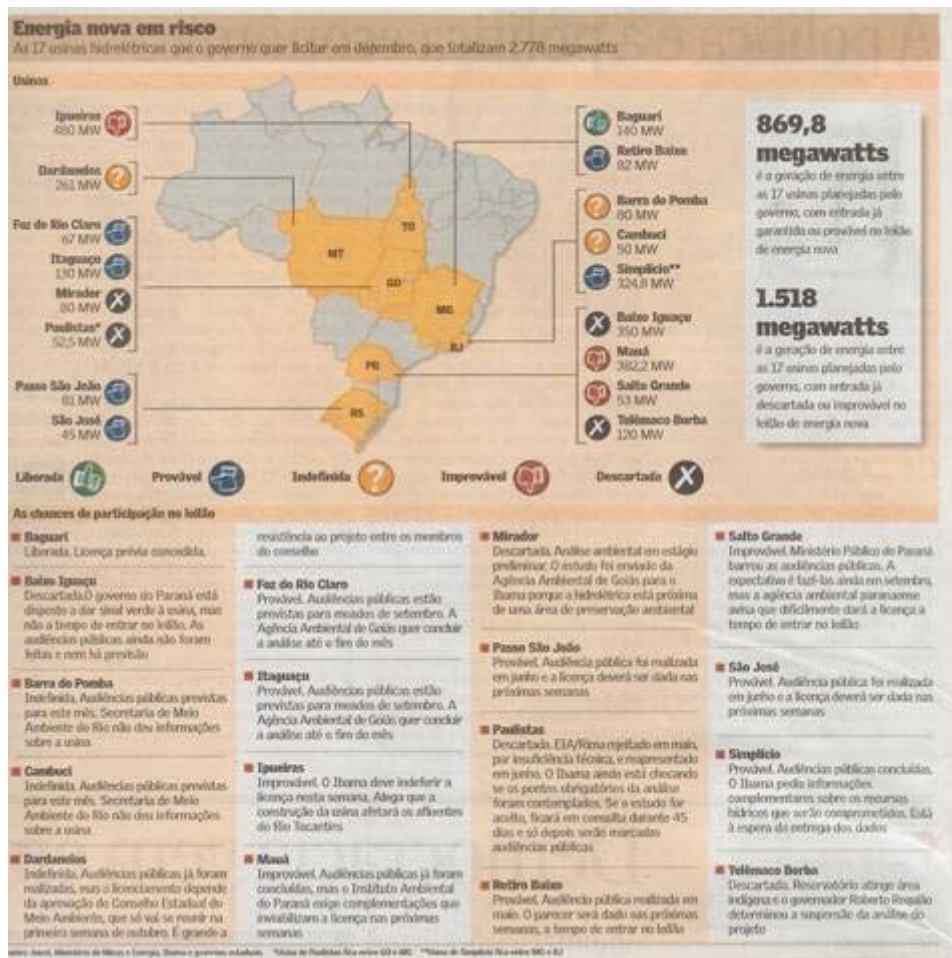 Energia nova em risco
As 17 usinas hidrelétricas que o governo quer licitar em dezembro, que totalizam 2.778 megawatts
Usinas
Ipueiras
480 MW
Dardanelos
261 MW
Foz do Rio Claro
67 MW
Itaguaçu
130 MW
Mirador
80 MW
Paulistas*
52,5 MW
Passo São João
81 MW
São José
45 MW
MT
TO
GO
MG
RJ
PR
RS
Baguari
140 MW
Retiro Baixo
82 MW
Barra do Pomba
80 MW
Cambuci
50 MW
Simplício**
324,8 MW
Baixo Iguaçu
350 MW
Mauá
382,2 MW
Salto Grande
53 MW
Telêmaco Borba
120 MW
869,8
megawatts
é a geração de energia entre
as 17 usinas planejadas pelo
governo, com entrada já
garantida ou provável no leilão
de energia nova
1.518
megawatts
é a geração de energia entre
as 17 usinas planejadas pelo
governo, com entrada já
descartada ou improvável no
leilão de energia nova
Liberada
Provável
Indefinida
Improvável
Descartada
As chances de participação no leilão
Baguari
Liberada. Licença prévia concedida.
Baixo Iguaçu
Descartada.O governo do Paraná está
disposto a dar sinal verde à usina, mas
não a tempo de entrar no leilão. As
audiências públicas ainda não foram
feitas e nem há previsão
Barra do Pomba
Indefinida. Audiências públicas previstas
para este mês. Secretaria de Meio
Ambiente do Rio não deu informações
sobre a usina
Cambuci
Indefinida. Audiências públicas previstas
para este mês. Secretaria de Meio
Ambiente do Rio não deu informações
sobre a usina
Dardanelos
Indefinida. Audiências públicas já foram
realizadas, mas o licenciamento depende
da aprovação do Conselho Estadual do
Meio Ambiente, que só vai se reunir na
primeira semana de outubro. É grande a
resistência ao projeto entre os membros
do conselho
Foz do Rio Claro
Provável. Audiências públicas estão
previstas para meados de setembro. A
Agência Ambiental de Goiás quer concluir
a análise até o fim do mês
Itaguaçu
Provável. Audiências públicas estão
previstas para meados de setembro. A
Agência Ambiental de Goiás quer concluir
a análise até o fim do mês
Ipueiras
Improvável. O Ibama deve indeferir a
licença nesta semana. Alega que a
construção da usina afetará os afluentes
do Rio Tocantins
Mauá
Improvável. Audiências públicas já foram
concluídas, mas o Instituto Ambiental
do Paraná exige complementações que
inviabilizam a licença nas próximas
semanas
Mirador
Descartada. Análise ambiental em estágio
preliminar. O estudo foi enviado da
Agência Ambiental de Goiás para o
Ibama porque a hidrelétrica está próxima
de uma área de preservação ambiental
Passo São João
Provável. Audiência pública foi realizada
em junho e a licença deverá ser dada nas
próximas semanas
Paulistas
Descartada. EIA/Rima rejeitado em maio,
por insuficiência técnica, e reapresentado
em junho. O Ibama ainda está checando
se os pontos obrigatórios da análise
foram contemplados. Se o estudo for
aceito, ficará em consulta durante 45
dias e só depois serão marcadas
audiências públicas
Retiro Baixo
Provável. Audiência pública realizada em
maio. O parecer será dado nas próximas
semanas, a tempo de entrar no leilão
Salto Grande
Improvável. Ministério Público do Paraná
barrou as audiências públicas. A
expectativa é fazê-las ainda em setembro,
mas a agência ambiental paranaense
avisa que dificilmente dará a licença a
tempo de entrar no leilão
São José
Provável. Audiência pública foi realizada
em junho e a licença deverá ser dada nas
próximas semanas
Simplício
Provável. Audiências públicas concluídas.
O Ibama pediu informações
complementares sobre os recursos
hídricos que serão comprometidos. Está
à espera da entrega dos dados
Telêmaco Borba
Descartada. Reservatório atinge área
indígena e o governador Roberto Requião
determinou a suspensão da análise do
projeto
Aneel, Ministério de Minas e Energia, Ibama e governos estaduais *Usina de Paulistas fica entre GO e MG **Usina de Simplício fica entre MG e RJ